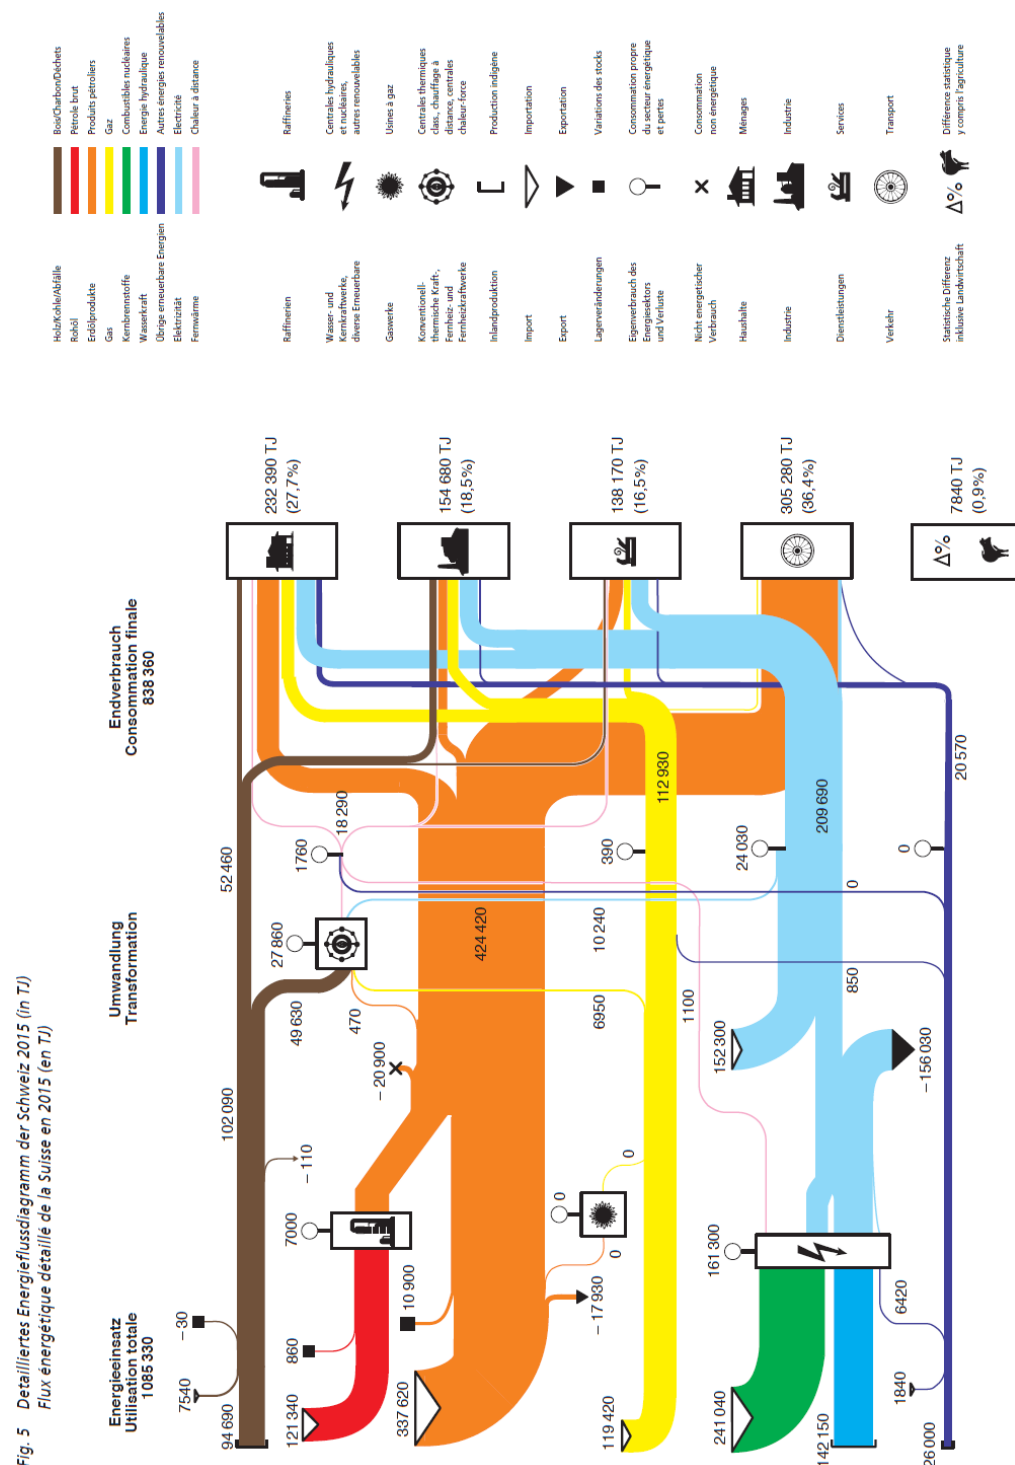 Fig. 5 Detailliertes Energieflussdiagramm der Schweiz 2015 (in TJ)
Flux énergétique détaillé de la Suisse en 2015 (en TJ)
Energieeinsatz
Utilisation totale
1 085 330
Umwandlung
Transformation
Endverbrauch
Consommation finale
838 360
7540
– 30
94 690
102 090
– 110
49 630
52 460
121 340
860
7000
27 860
1760
18 290
470
337 620
10 900
– 20 900
424 420
– 17 930
0
0
0
119 420
6950
10 240
390
112 930
1100
241 040
161 300
152 300
24 030
209 690
142 150
850
0
– 156 030
6420
1840
26 000
0
20 570
232 390 TJ
(27,7%)
154 680 TJ
(18,5%)
138 170 TJ
(16,5%)
305 280 TJ
(36,4%)
7840 TJ
(0,9%)
Δ%
Holz/Kohle/Abfälle
Rohöl
Erdölprodukte
Gas
Kernbrennstoffe
Wasserkraft
Übrige erneuerbare Energien
Elektrizität
Fernwärme
Bois/Charbon/Déchets
Pétrole brut
Produits pétroliers
Gaz
Combustibles nucléaires
Energie hydraulique
Autres énergies renouvelables
Electricité
Chaleur à distance
Raffinerien
Raffineries
Wasser- und
Kernkraftwerke,
diverse Erneuerbare
Centrales hydrauliques
et nucléaires,
autres renouvelables
Gaswerke
Usines à gaz
Konventionell-
thermische Kraft-,
Fernheiz- und
Fernheizkraftwerke
Centrales thermiques
class., chauffage à
distance, centrales
chaleur-force
Inlandproduktion
Production indigène
Import
Importation
Export
Exportation
Lagerveränderungen
Variations des stocks
Eigenverbrauch des
Energiesektors
und Verluste
Consommation propre
du secteur énergétique
et pertes
Nicht energetischer
Verbrauch
Consommation
non énergétique
Haushalte
Ménages
Industrie
Industrie
Dienstleistungen
Services
Verkehr
Transport
Statistische Differenz
inklusive Landwirtschaft
Δ%
Différence statistique
y compris l'agriculture